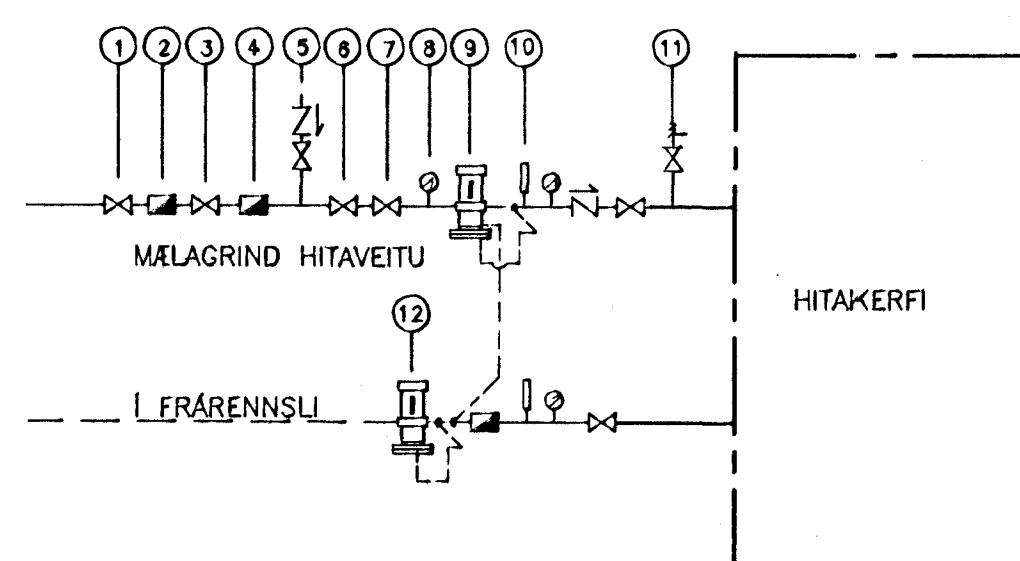 1 2 3 4 5 6 7 8 9 10 11
MÆLAGRIND HITAVEITU
HITAKERFI
12
Í FRÁRENNSLI